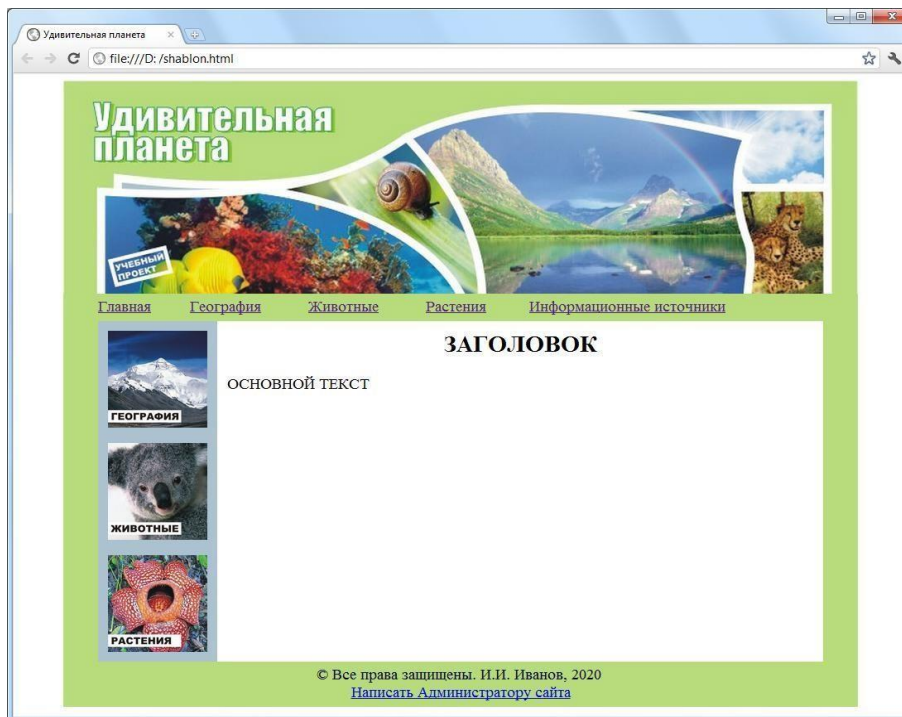 Удивительная планета
file:///D: /shablon.html
Удивительная
планета
УЧЕБНЫЙ
ПРОЕКТ
Главная География Животные Растения Информационные источники
ЗАГОЛОВОК
ОСНОВНОЙ ТЕКСТ
ГЕОГРАФИЯ
ЖИВОТНЫЕ
РАСТЕНИЯ
© Все права защищены. И.И. Иванов, 2020
Написать Администратору сайта